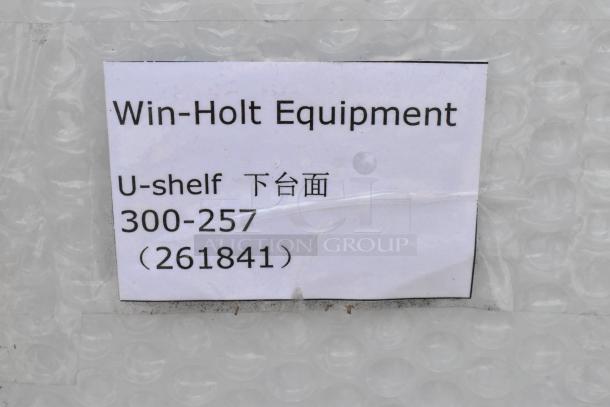 Win-Holt Equipment
U-shelf 下台面
300-257
AUCTION GROUP
（261841）